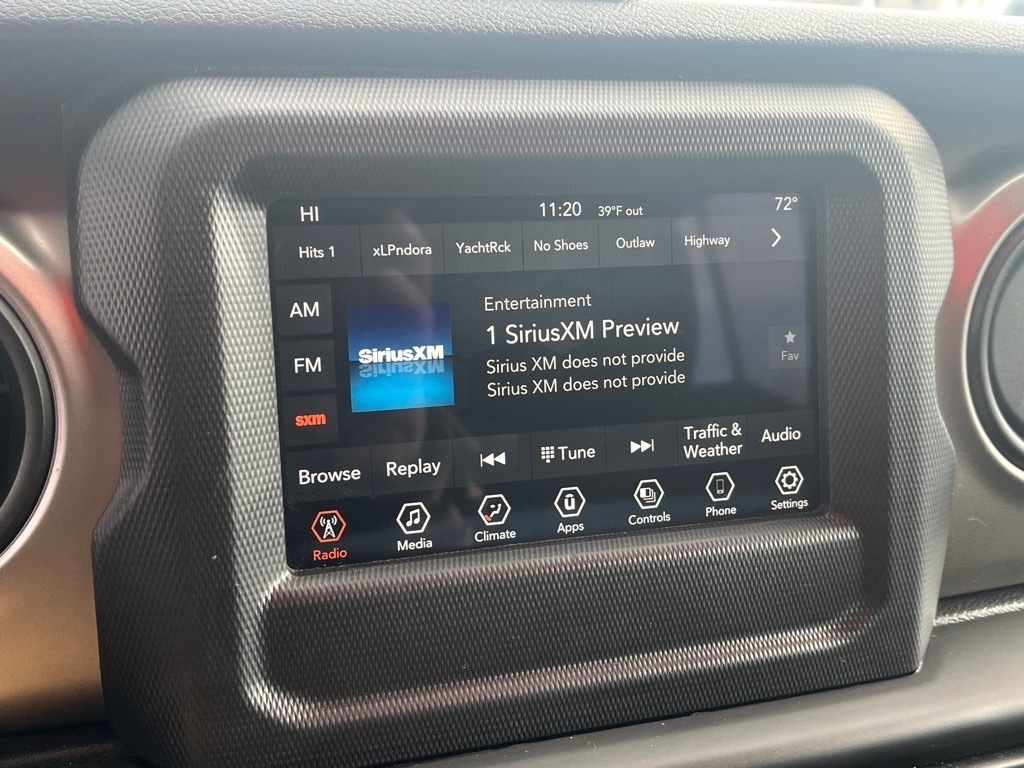 HI 11:20 39°F out 72°
Hits 1 xLPndora YachtRck No Shoes Outlaw Highway
AM
FM
sxm
SiriusXM
Entertainment
1 SiriusXM Preview
Sirius XM does not provide
Sirius XM does not provide
Fav
Browse Replay Tune Traffic & Weather Audio
Radio Media Climate Apps Controls Phone Settings